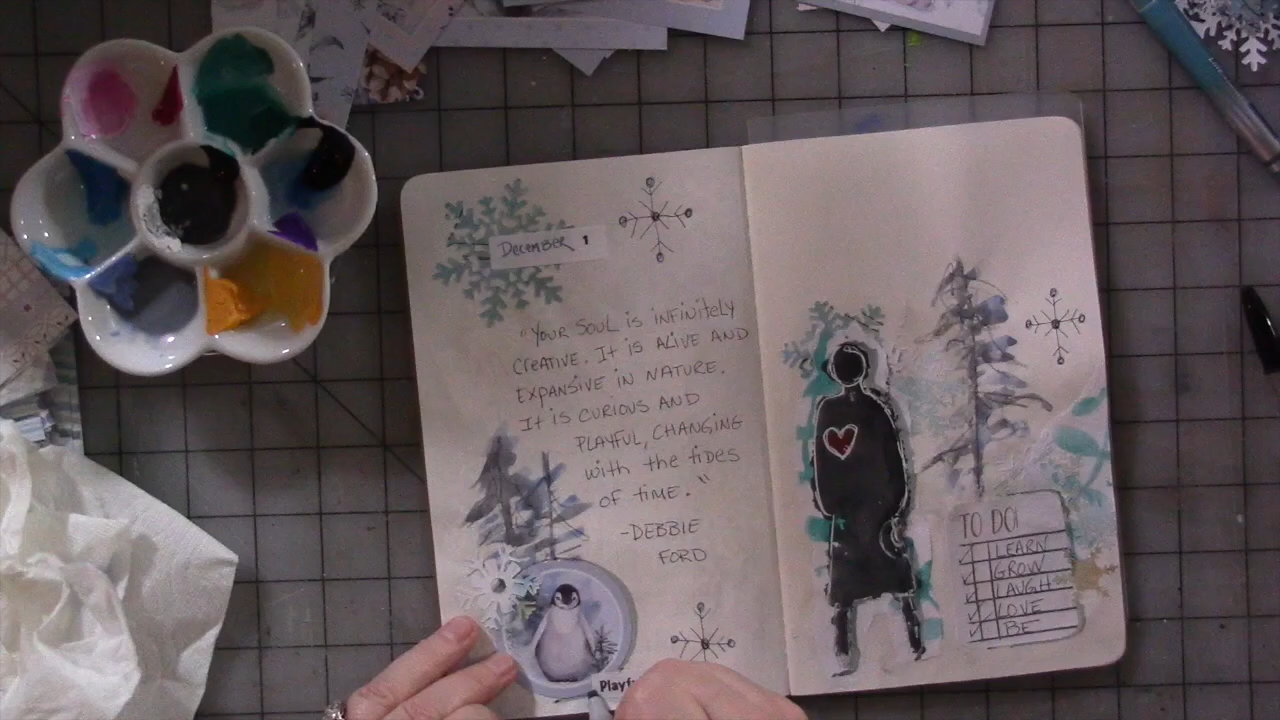 December 1
"Your Soul is infinitely
creative. It is Alive and
expansive in nature.
It is curious and
playful, changing
with the tides
of time."
-Debbie
Ford
Playf
TO DO
LEARN
GROW
LAUGH
LOVE
BE